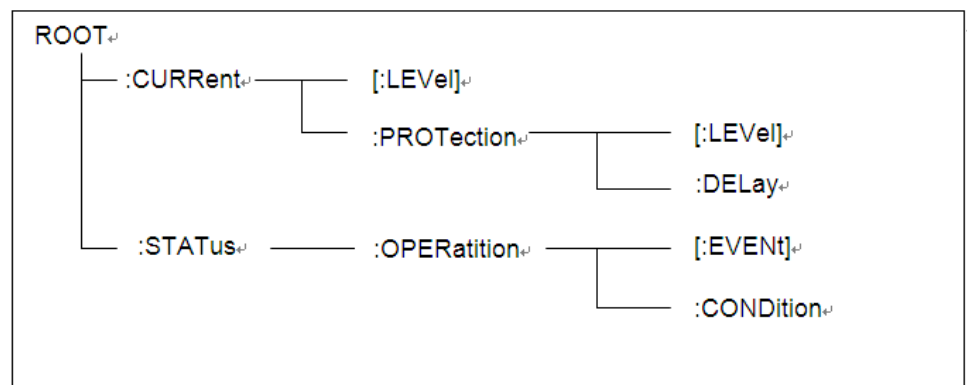 ROOT↵
:CURRent↵ [:LEVel]↵
:PROTection↵ [:LEVel]↵
:DELay↵
:STATus↵ :OPERatition↵ [:EVENt]↵
:CONDition↵